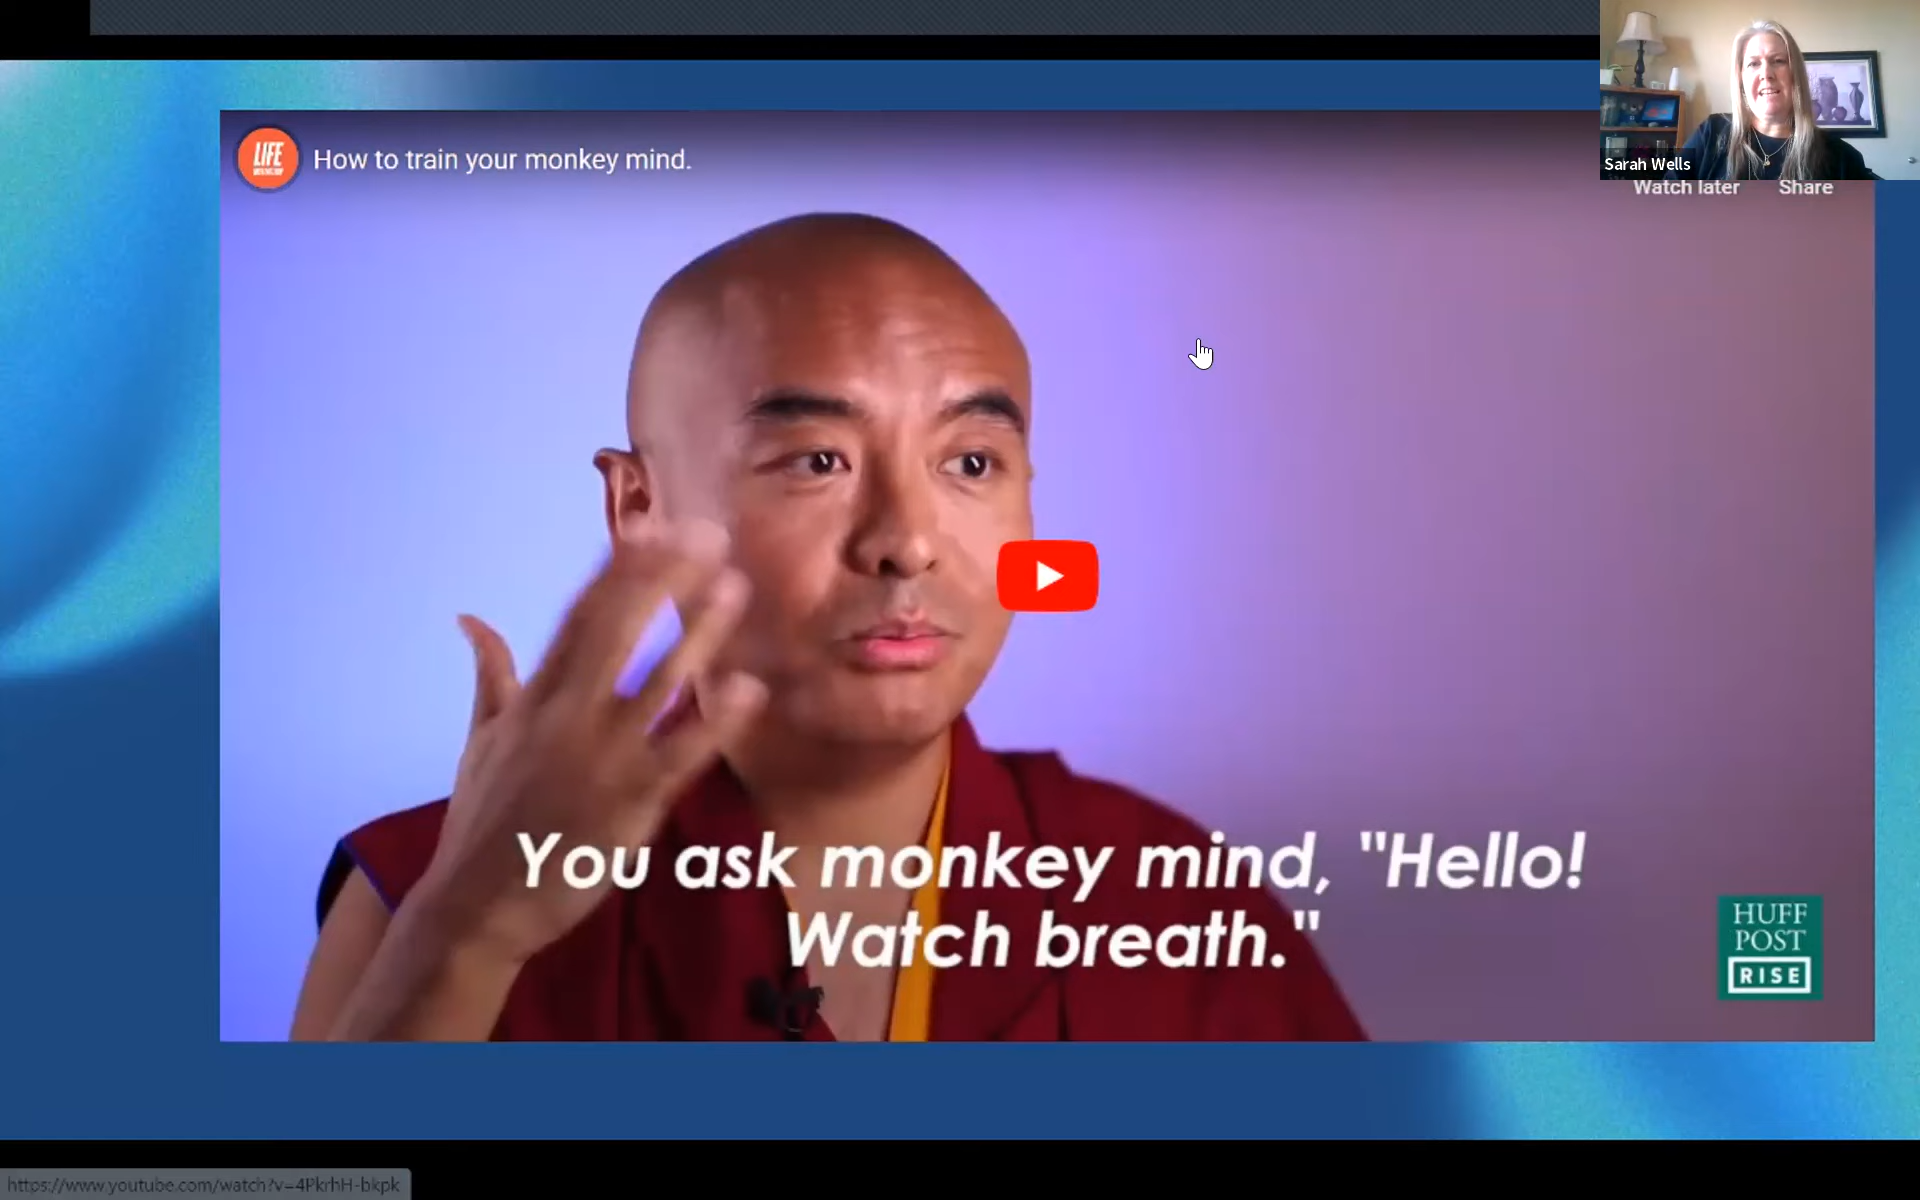 LIFE
How to train your monkey mind.
Sarah Wells
Watch later
Share
You ask monkey mind, "Hello!
Watch breath."
HUFF
POST
RISE
https://www.youtube.com/watch?v=4PkrhH-bkpk